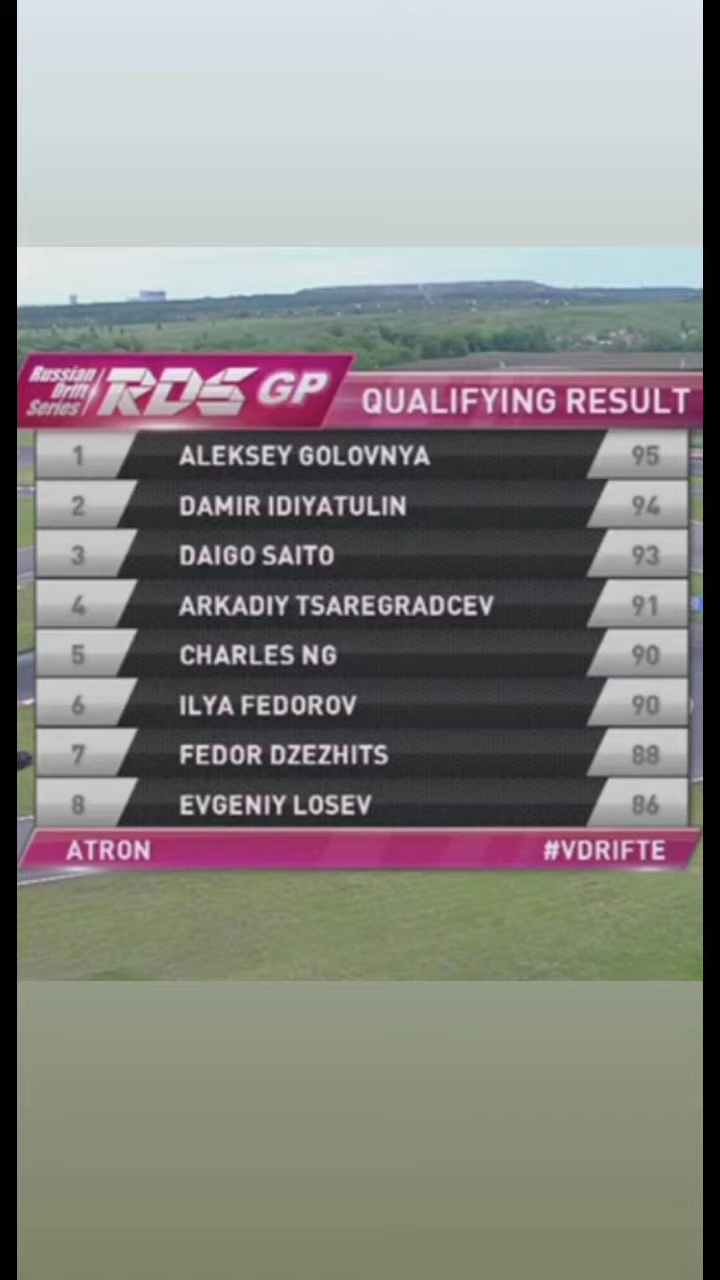 Russian Drift Series RDS GP QUALIFYING RESULT
1 ALEKSEY GOLOVNYA 95
2 DAMIR IDIYATULIN 94
3 DAIGO SAITO 93
4 ARKADIY TSAREGRADCEV 91
5 CHARLES NG 90
6 ILYA FEDOROV 90
7 FEDOR DZEZHITS 88
8 EVGENIY LOSEV 86
ATRON #VDRIFTE